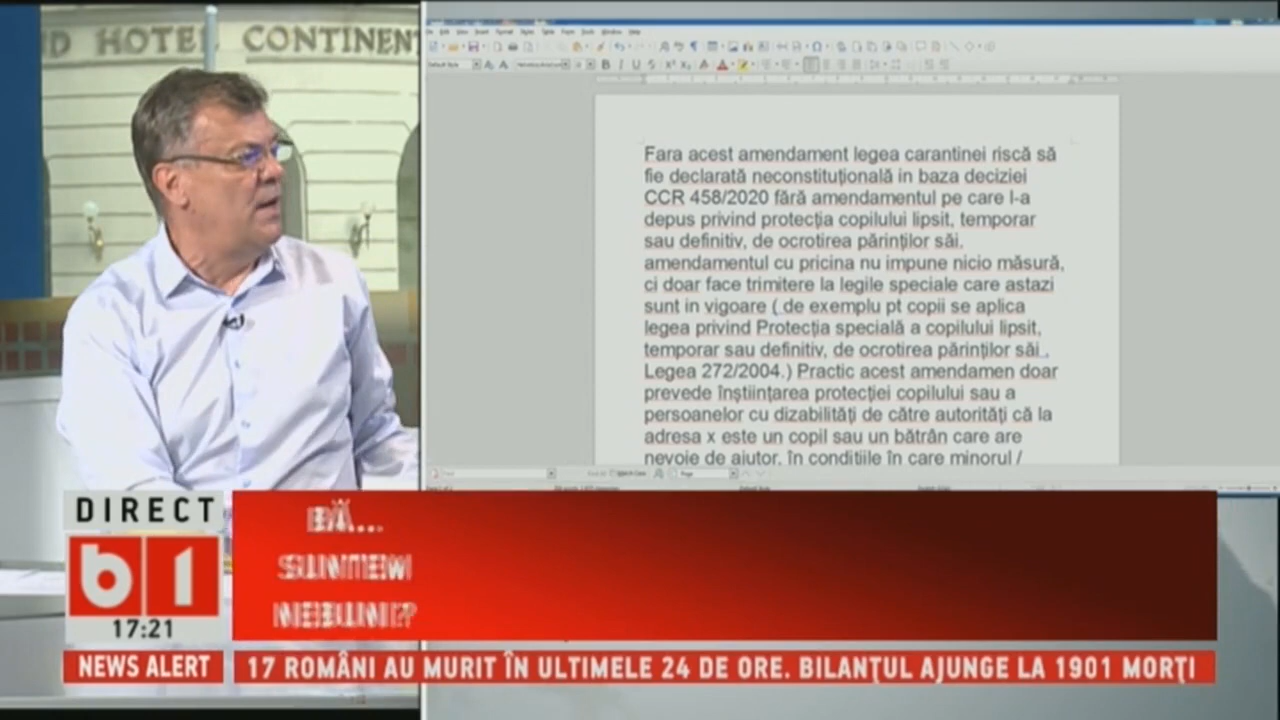 D HOTEL CONTINENT
Fara acest amendament legea carantinei riscă să
fie declarată neconstituțională in baza deciziei
CCR 458/2020 fără amendamentul pe care l-a
depus privind protecția copilului lipsit, temporar
sau definitiv, de ocrotirea părinților săi.
amendamentul cu pricina nu impune nicio măsură,
ci doar face trimitere la legile speciale care astazi
sunt in vigoare ( de exemplu pt copii se aplica
legea privind Protecția specială a copilului lipsit,
temporar sau definitiv, de ocrotirea părinților săi .
Legea 272/2004.) Practic acest amendamen doar
prevede înștiințarea protecției copilului sau a
persoanelor cu dizabilități de către autorități că la
adresa x este un copil sau un bătrân care are
nevoie de ajutor, în condițiile în care minorul /
DIRECT
b1
17:21
BĂ...
SUNTEM
NEBUNI?
NEWS ALERT
17 ROMÂNI AU MURIT ÎN ULTIMELE 24 DE ORE. BILANȚUL AJUNGE LA 1901 MORȚI